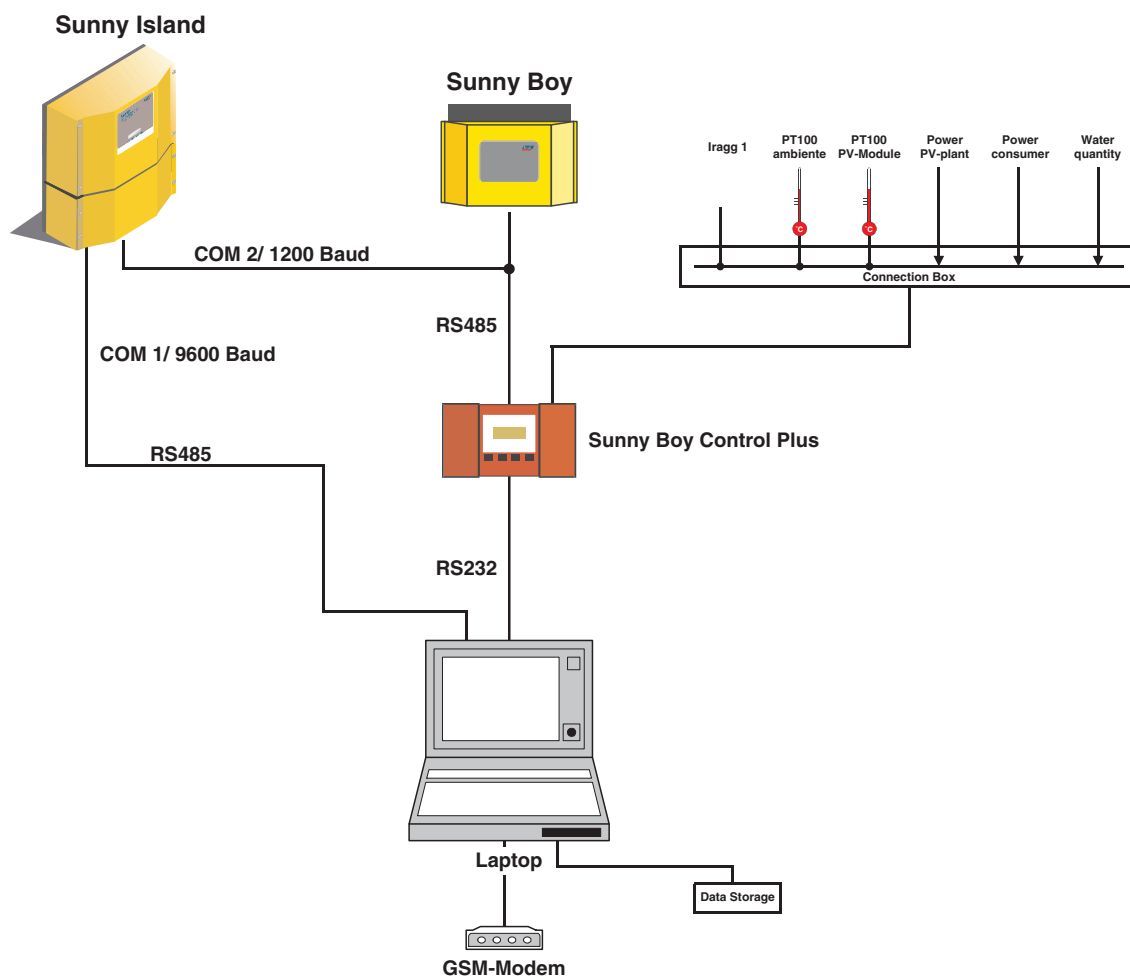 Sunny Island
Sunny Boy
Iragg 1
PT100
ambiente
PT100
PV-Module
Power
PV-plant
Power
consumer
Water
quantity
°C
°C
Connection Box
COM 2/ 1200 Baud
RS485
COM 1/ 9600 Baud
Sunny Boy Control Plus
RS485
RS232
Laptop
Data Storage
GSM-Modem